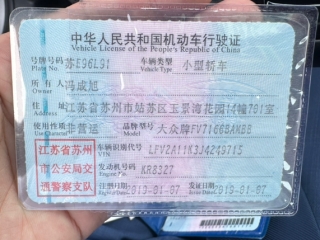 中华人民共和国机动车行驶证
Vehicle License of the People's Republic of China
号牌号码 苏E96L91 车辆类型 小型轿车
Plate No. Vehicle Type
所有人 冯成旭
Owner
住址 江苏省苏州市姑苏区玉景海花园14幢701室
Address
使用性质 非营运 品牌型号 大众牌FV7166BAMBB
Use Character Model
江苏省苏州
市公安局交
通警察支队
车辆识别代号 LFV2A11K3J4249715
VIN
发动机号码 KR8327
Engine No.
注册日期 2019-01-07 发证日期 2019-01-07
Register Date Issue Date